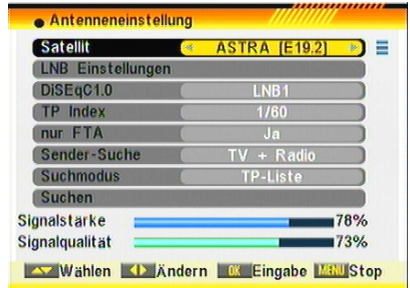 Antenneneinstellung
Satellit ASTRA [E19.2]
LNB Einstellungen
DiSEqC1.0 LNB1
TP Index 1/60
nur FTA Ja
Sender-Suche TV + Radio
Suchmodus TP-Liste
Suchen
Signalstärke 78%
Signalqualität 73%
Wählen Ändern OK Eingabe MENU Stop